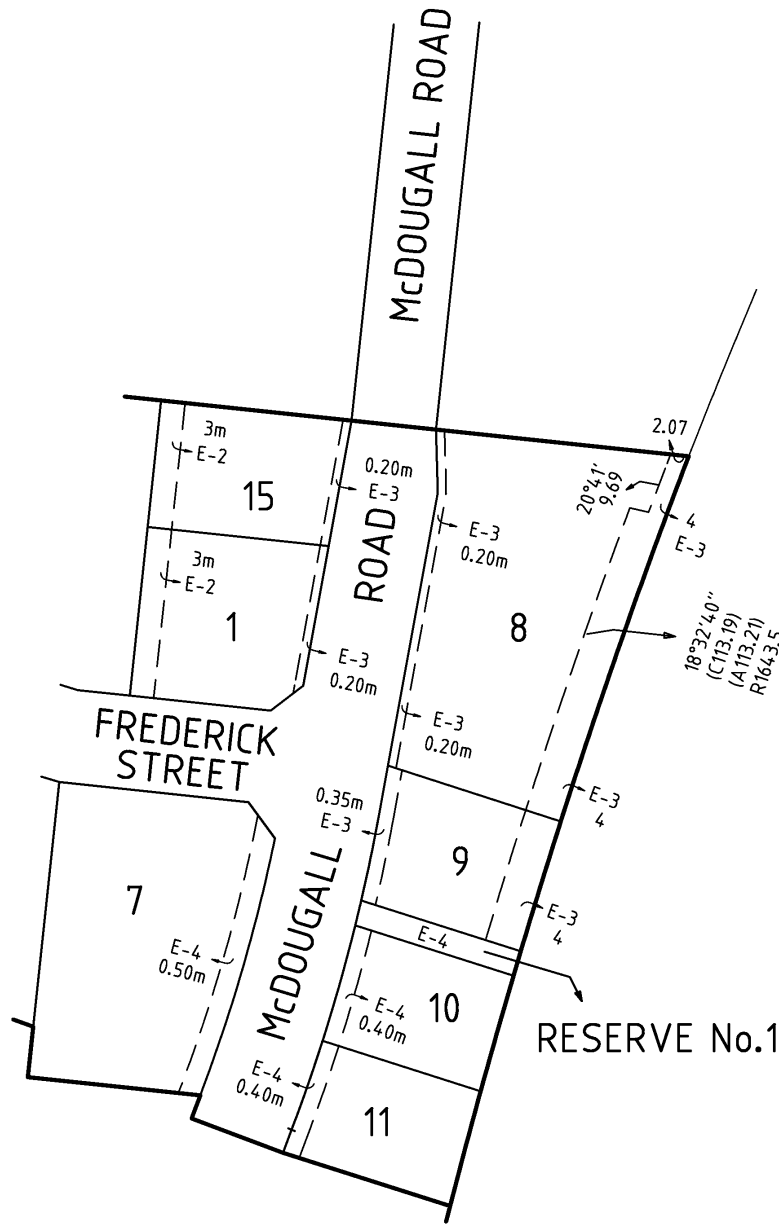 McDOUGALL ROAD
2.07
3m
E-2
15
0.20m
E-3
20°41'
9.69
4
E-3
E-3
0.20m
3m
E-2
1
ROAD
8
18°32'40"
(C113.19)
(A113.21)
R1643.5
E-3
0.20m
E-3
0.20m
FREDERICK
STREET
0.35m
E-3
E-3
4
7
9
McDOUGALL
E-3
4
E-4
E-4
0.50m
E-4
0.40m
10
RESERVE No.1
E-4
0.40m
11